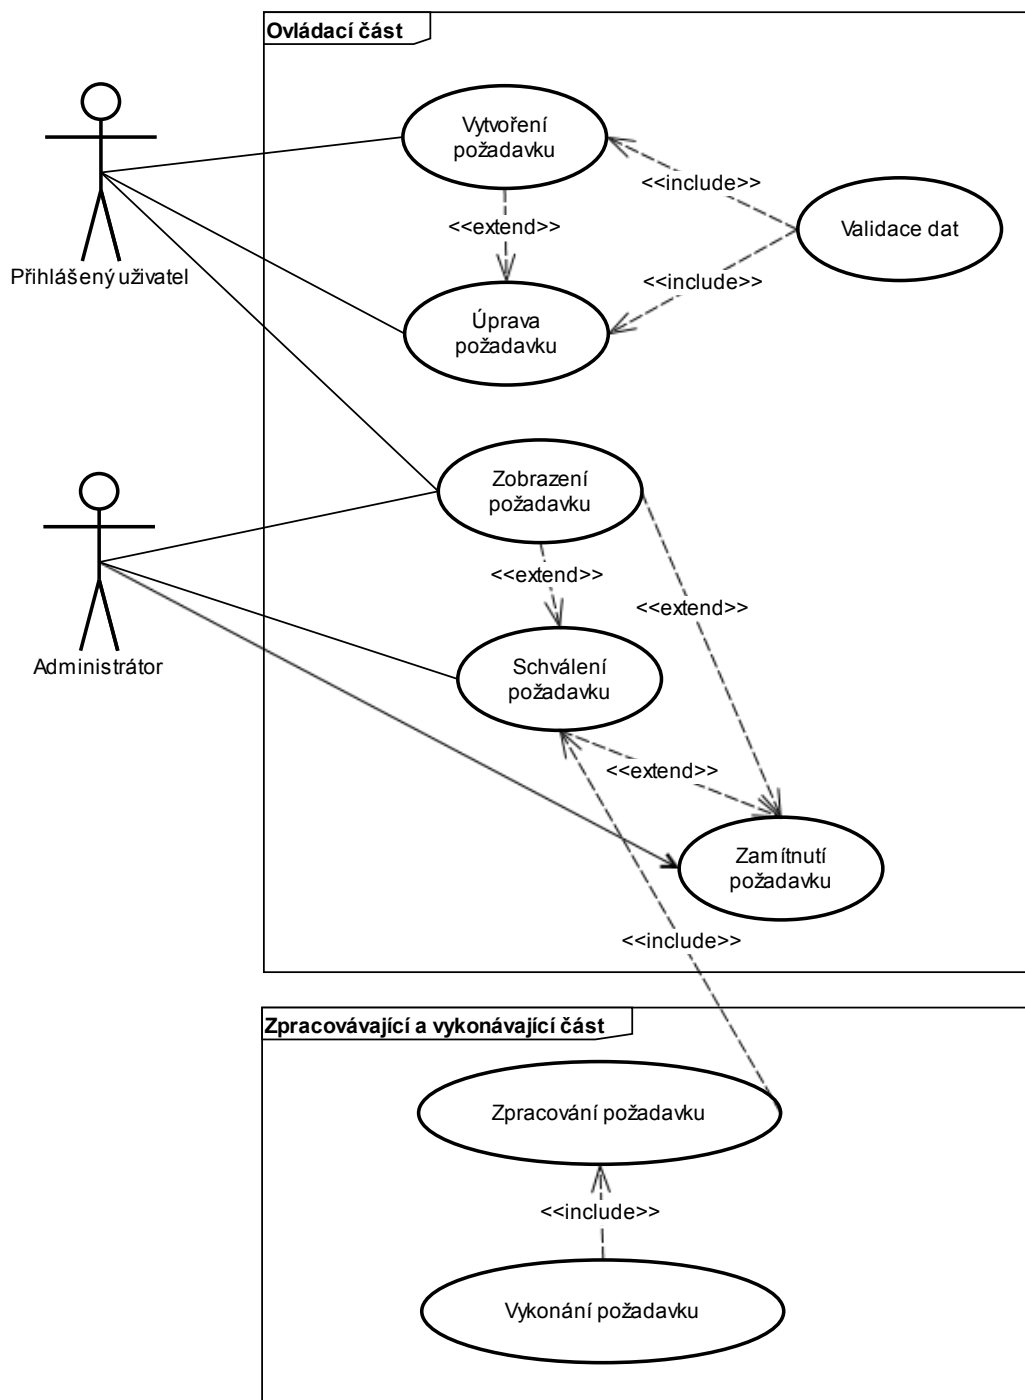 Ovládací část
Vytvoření
požadavku
<<include>>
Validace dat
<<extend>>
Přihlášený uživatel
<<include>>
Úprava
požadavku
Zobrazení
požadavku
<<extend>>
<<extend>>
Administrátor
Schválení
požadavku
<<extend>>
Zamítnutí
požadavku
<<include>>
Zpracovávající a vykonávající část
Zpracování požadavku
<<include>>
Vykonání požadavku